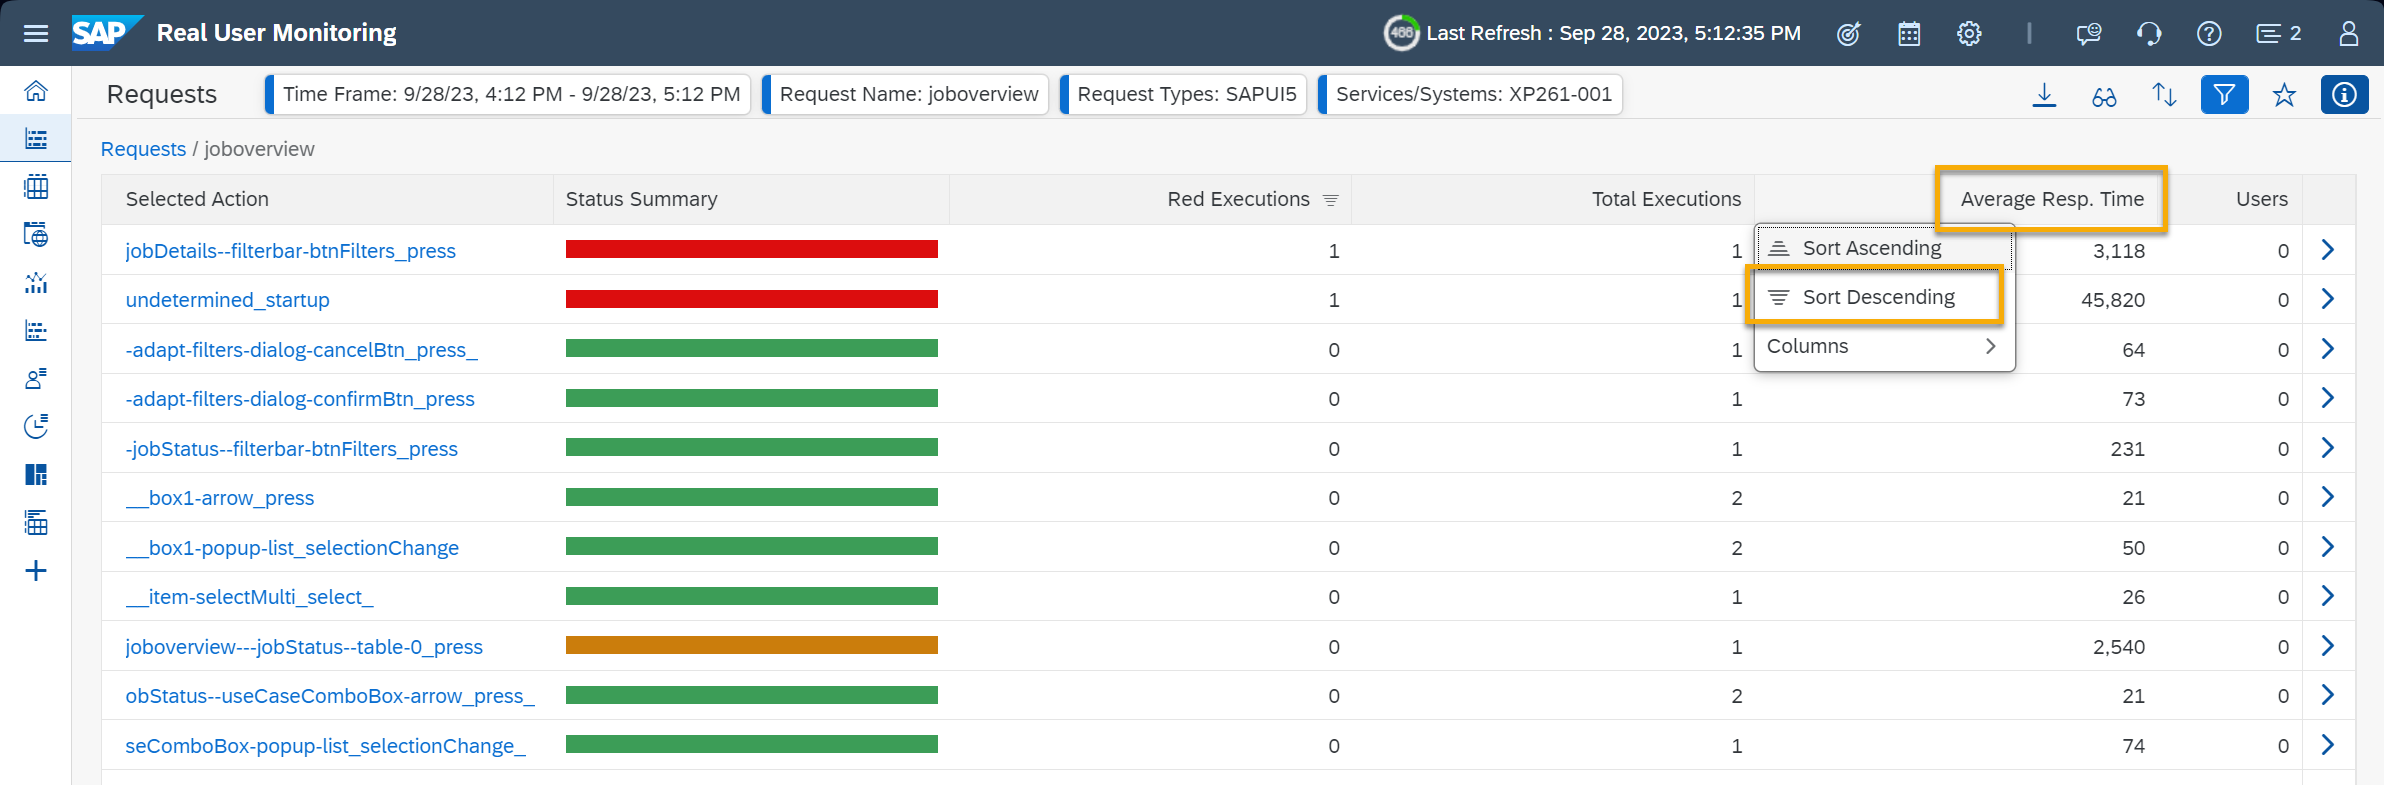 SAP Real User Monitoring 466 Last Refresh : Sep 28, 2023, 5:12:35 PM 2
Requests Time Frame: 9/28/23, 4:12 PM - 9/28/23, 5:12 PM Request Name: joboverview Request Types: SAPUI5 Services/Systems: XP261-001
Requests / joboverview
Selected Action Status Summary Red Executions Total Executions Average Resp. Time Users
jobDetails--filterbar-btnFilters_press 1 1 3,118 0
Sort Ascending
undetermined_startup 1 1 45,820 0
Sort Descending
-adapt-filters-dialog-cancelBtn_press_ 0 1 64 0
Columns
-adapt-filters-dialog-confirmBtn_press 0 1 73 0
-jobStatus--filterbar-btnFilters_press 0 1 231 0
__box1-arrow_press 0 2 21 0
__box1-popup-list_selectionChange 0 2 50 0
__item-selectMulti_select_ 0 1 26 0
joboverview---jobStatus--table-0_press 0 1 2,540 0
obStatus--useCaseComboBox-arrow_press_ 0 2 21 0
seComboBox-popup-list_selectionChange_ 0 1 74 0